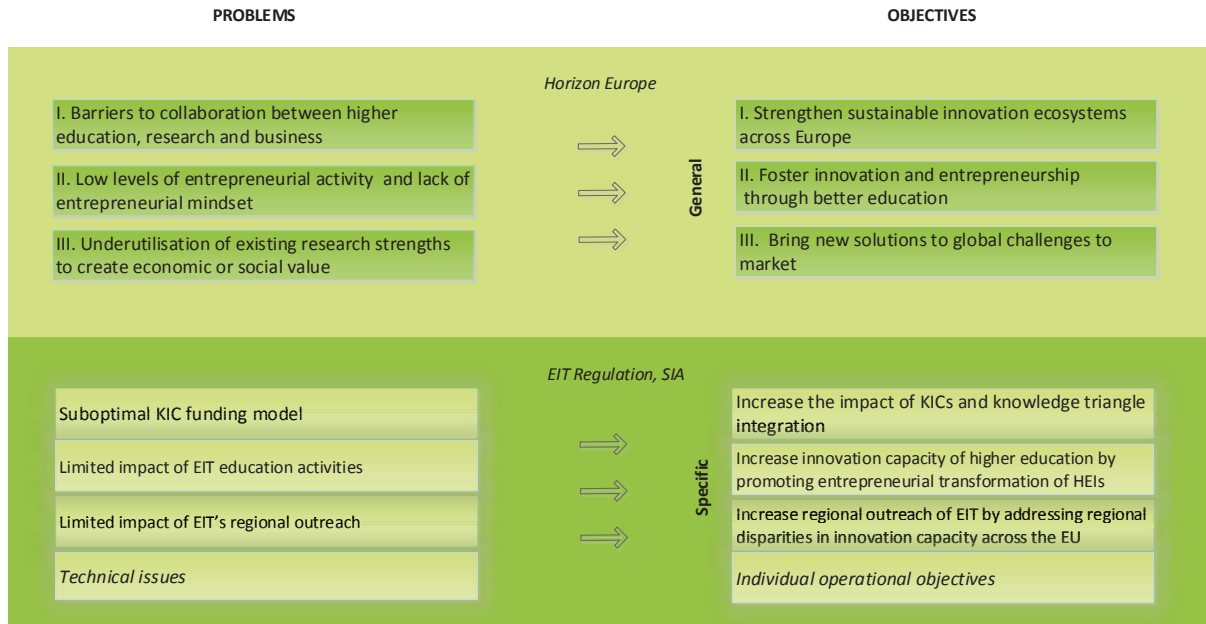 PROBLEMS
OBJECTIVES
Horizon Europe
I. Barriers to collaboration between higher
education, research and business
II. Low levels of entrepreneurial activity and lack of
entrepreneurial mindset
III. Underutilisation of existing research strengths
to create economic or social value
General
I. Strengthen sustainable innovation ecosystems
across Europe
II. Foster innovation and entrepreneurship
through better education
III. Bring new solutions to global challenges to
market
EIT Regulation, SIA
Suboptimal KIC funding model
Limited impact of EIT education activities
Limited impact of EIT's regional outreach
Technical issues
Specific
Increase the impact of KICs and knowledge triangle
integration
Increase innovation capacity of higher education by
promoting entrepreneurial transformation of HEIs
Increase regional outreach of EIT by addressing regional
disparities in innovation capacity across the EU
Individual operational objectives